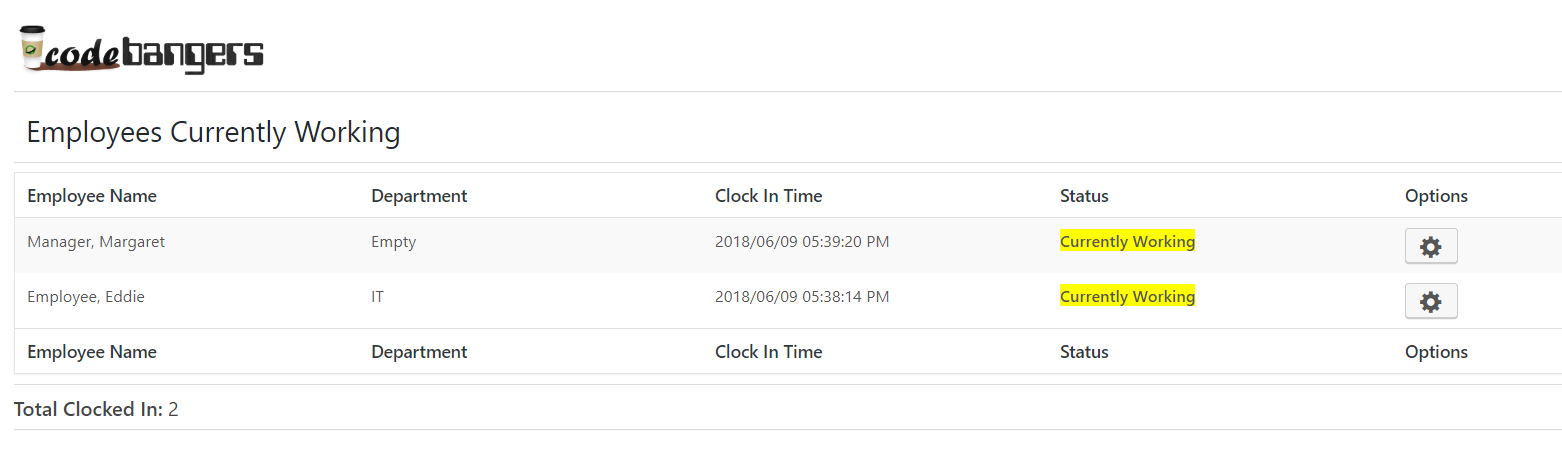 codebangers
Employees Currently Working
Employee Name Department Clock In Time Status Options
Manager, Margaret Empty 2018/06/09 05:39:20 PM Currently Working
Employee, Eddie IT 2018/06/09 05:38:14 PM Currently Working
Employee Name Department Clock In Time Status Options
Total Clocked In: 2